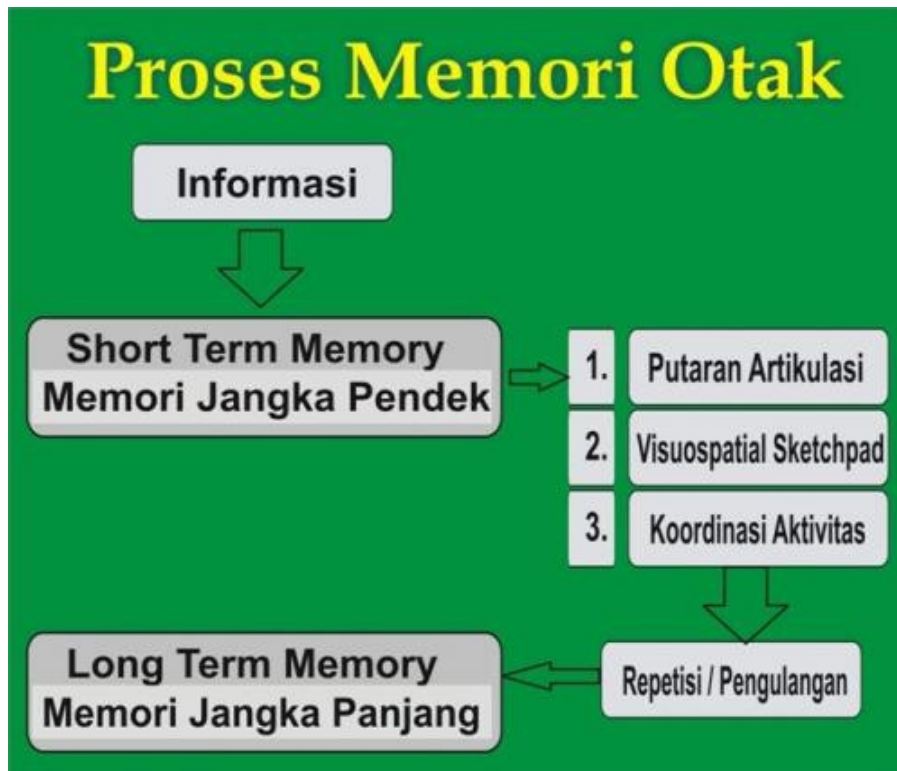 Proses Memori Otak
Informasi
Short Term Memory
Memori Jangka Pendek
1. Putaran Artikulasi
2. Visuospatial Sketchpad
3. Koordinasi Aktivitas
Repetisi / Pengulangan
Long Term Memory
Memori Jangka Panjang